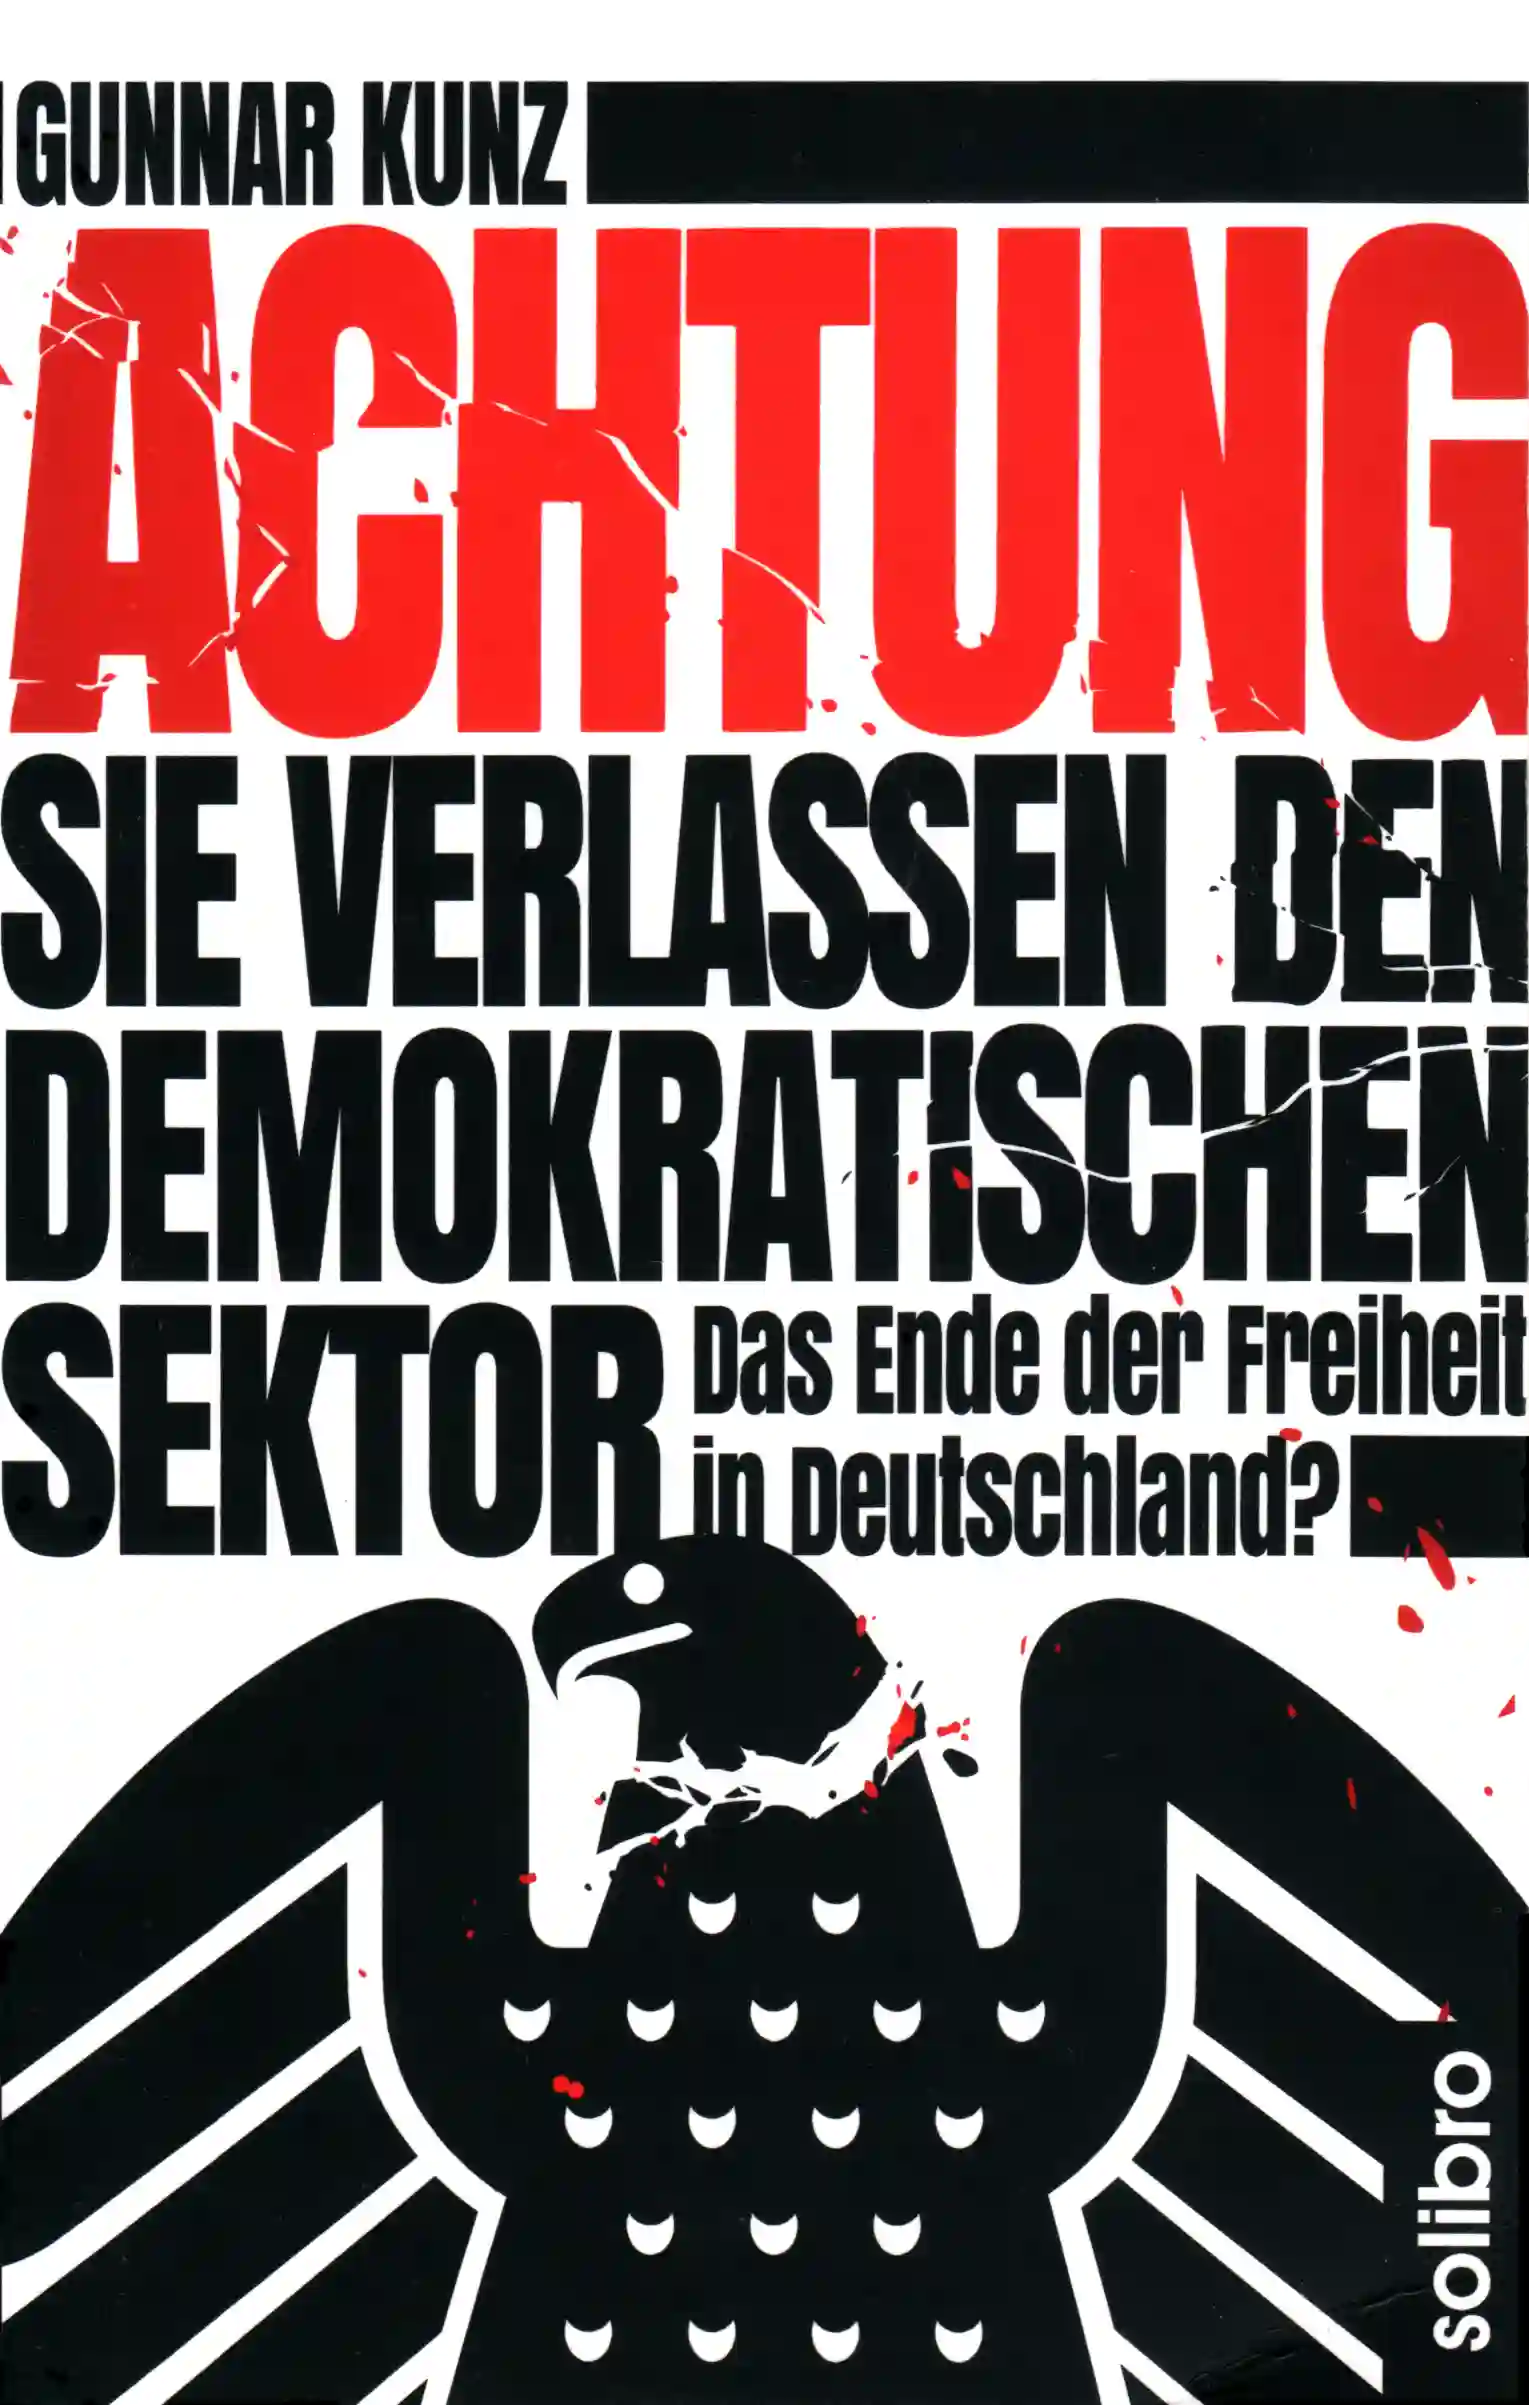 GUNNAR KUNZ
ACHTUNG
SIE VERLASSEN DEN
DEMOKRATISCHEN
SEKTOR
Das Ende der Freiheit
in Deutschland?
solibro